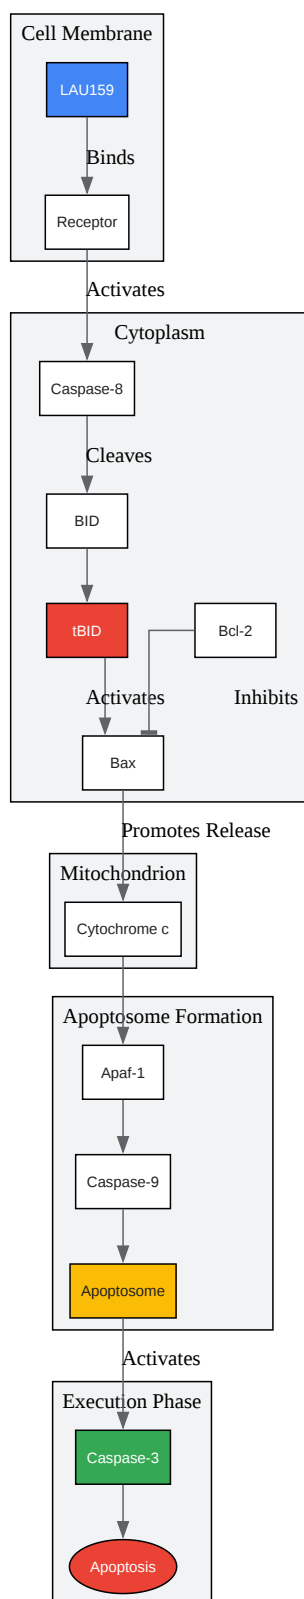 Cell Membrane
LAU159
Binds
Receptor
Activates
Cytoplasm
Caspase-8
Cleaves
BID
tBID
Bcl-2
Activates
Inhibits
Bax
Promotes Release
Mitochondrion
Cytochrome c
Apoptosome Formation
Apaf-1
Caspase-9
Apoptosome
Activates
Execution Phase
Caspase-3
Apoptosis